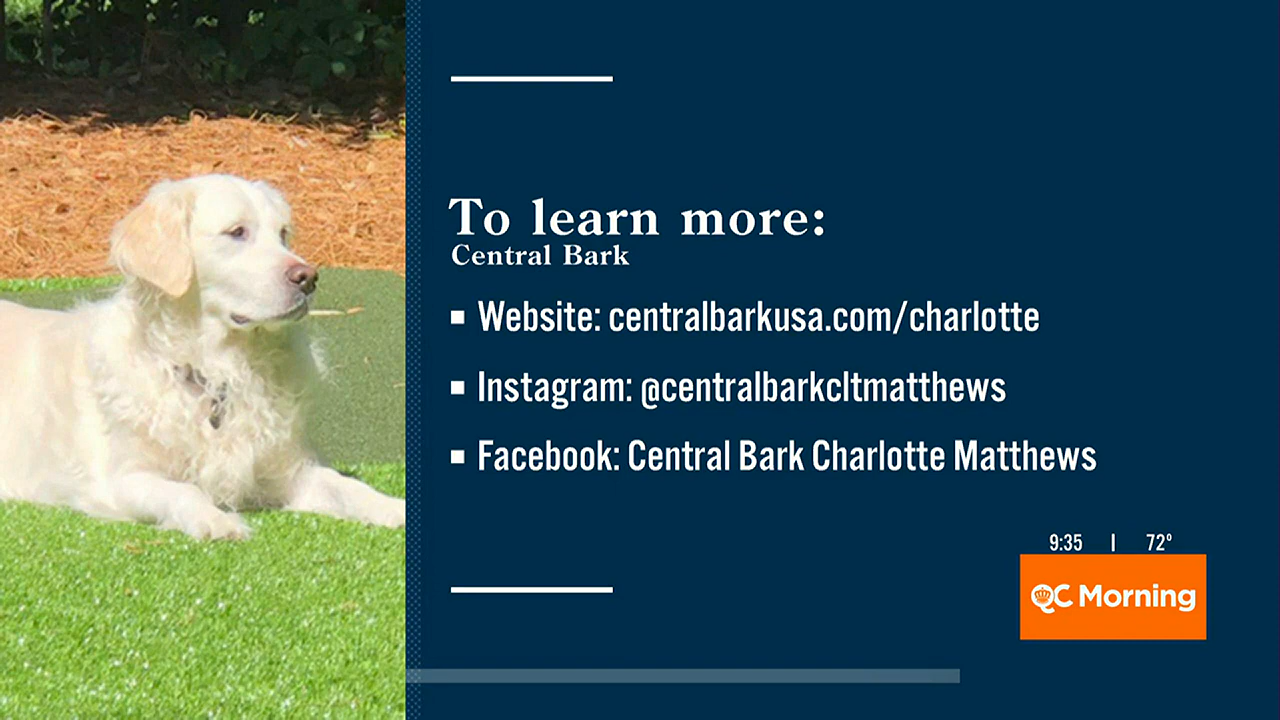 To learn more:
Central Bark
Website: centralbarkusa.com/charlotte
Instagram: @centralbarkcltmatthews
Facebook: Central Bark Charlotte Matthews
9:35 | 72°
QC Morning